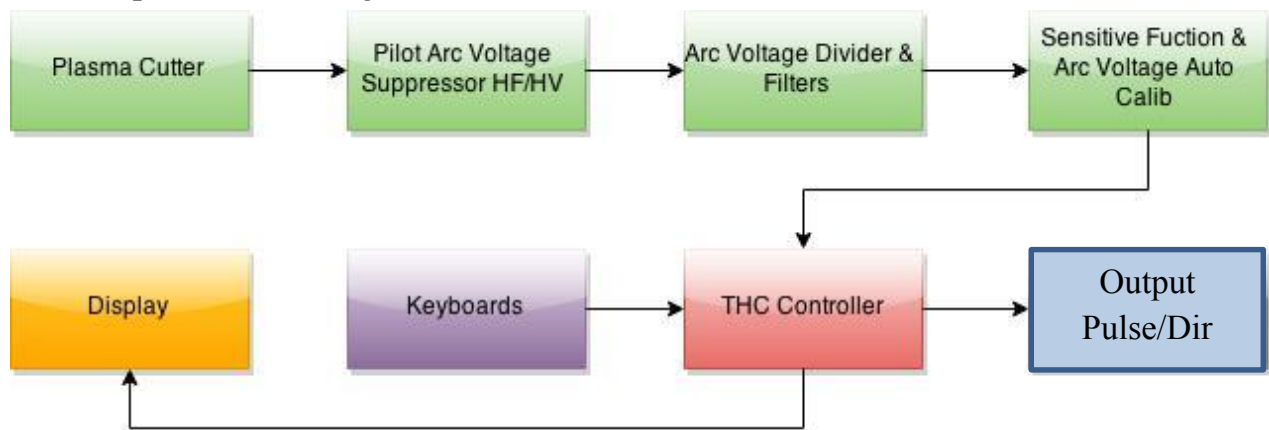 Plasma Cutter
Pilot Arc Voltage
Suppressor HF/HV
Arc Voltage Divider &
Filters
Sensitive Fuction &
Arc Voltage Auto
Calib
Display
Keyboards
THC Controller
Output
Pulse/Dir